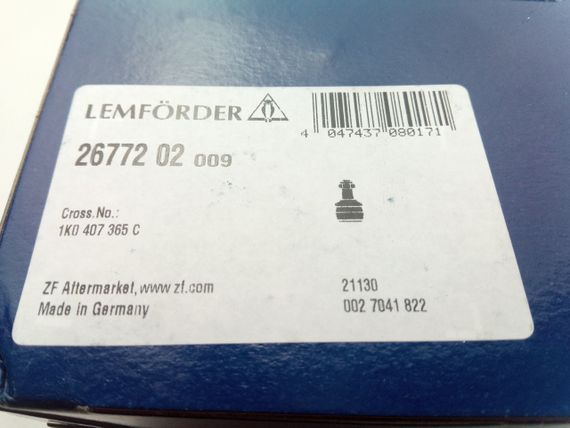 LEMFÖRDER
4 047437 080171
26772 02 009
Cross.No.:
1K0 407 365 C
ZF Aftermarket, www.zf.com
Made in Germany
21130
002 7041 822